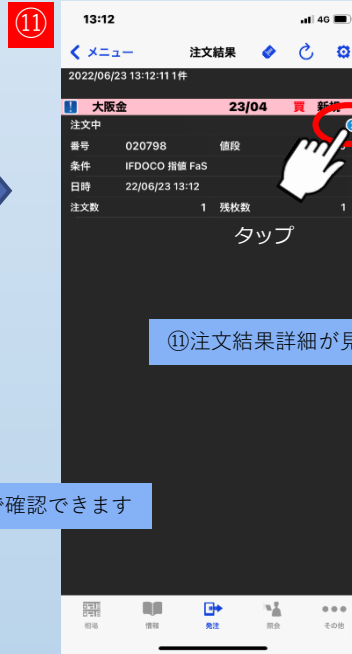 ⑪
13:12
4G
メニュー 注文結果
2022/06/23 13:12:11 1件
大阪金 23/04 買 新規
注文中
番号 020798 値段
条件 IFDOCO 指値 FaS
日時 22/06/23 13:12
注文数 1 残枚数 1
タップ
⑪注文結果詳細が見
で確認できます
相場 情報 発注 照会 その他